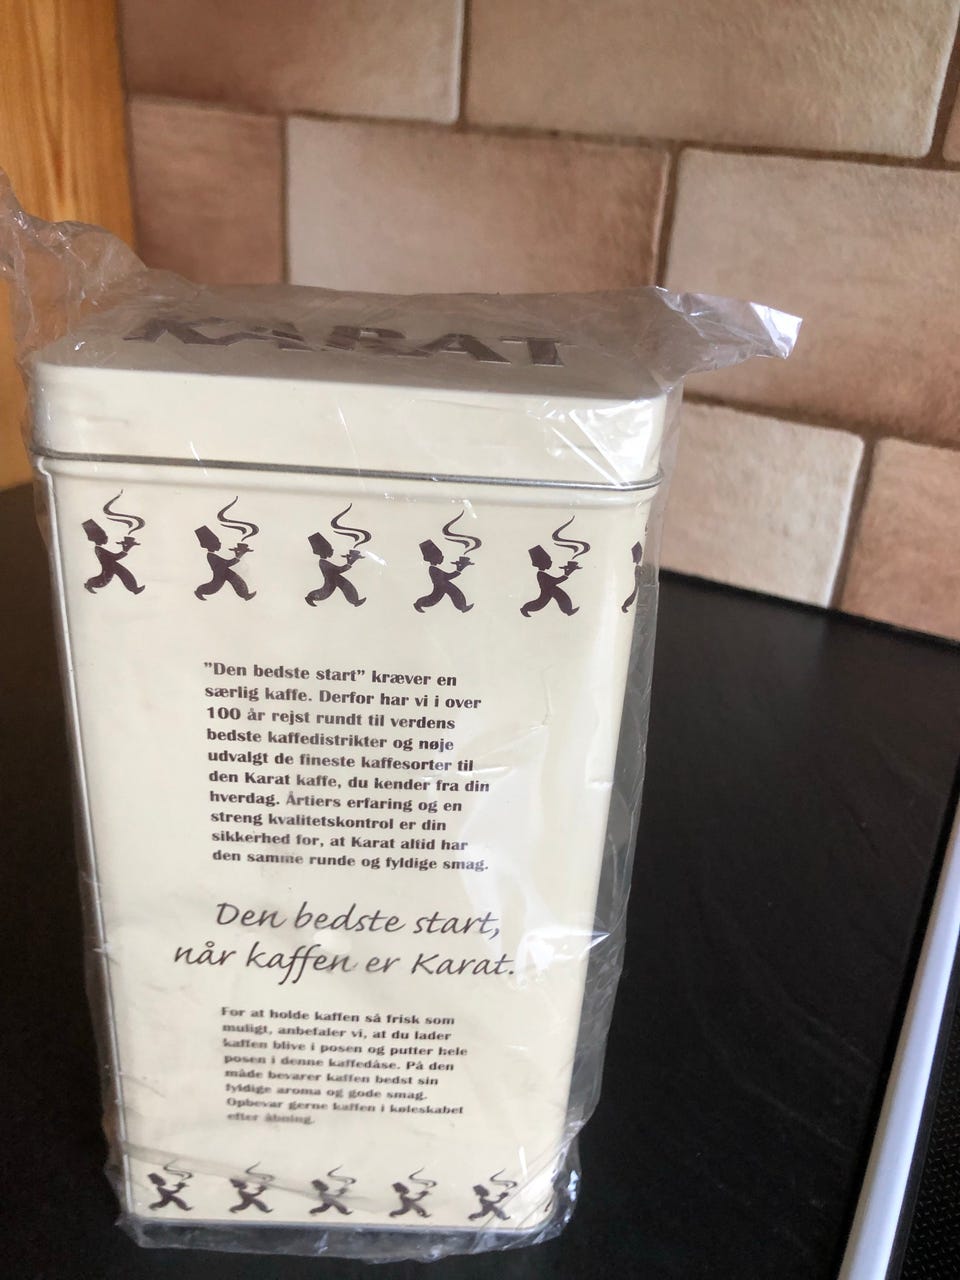 KARAT
"Den bedste start" kræver en
særlig kaffe. Derfor har vi i over
100 år rejst rundt til verdens
bedste kaffedistrikter og nøje
udvalgt de fineste kaffesorter til
den Karat kaffe, du kender fra din
hverdag. Årtiers erfaring og en
streng kvalitetskontrol er din
sikkerhed for, at Karat altid har
den samme runde og fyldige smag.
Den bedste start,
når kaffen er Karat.
For at holde kaffen så frisk som
muligt, anbefaler vi, at du lader
kaffen blive i posen og putter hele
posen i denne kaffedåse. På den
måde bevarer kaffen bedst sin
fyldige aroma og gode smag.
Opbevar gerne kaffen i køleskabet
efter åbning.